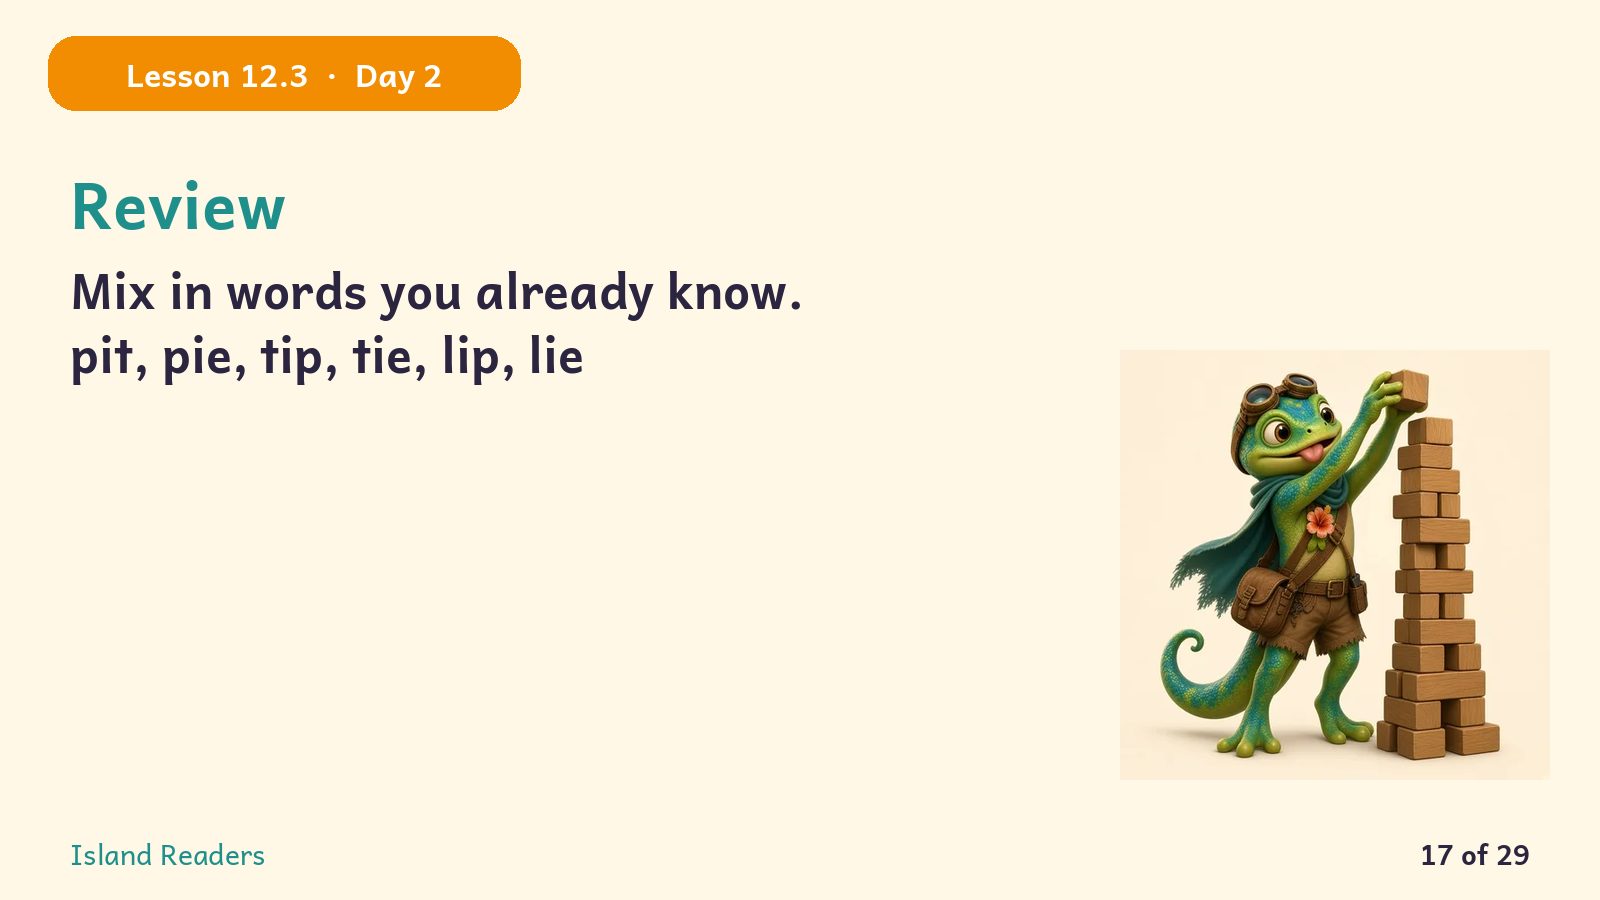 Lesson 12.3 · Day 2
Review
Mix in words you already know.
pit, pie, tip, tie, lip, lie
Island Readers
17 of 29